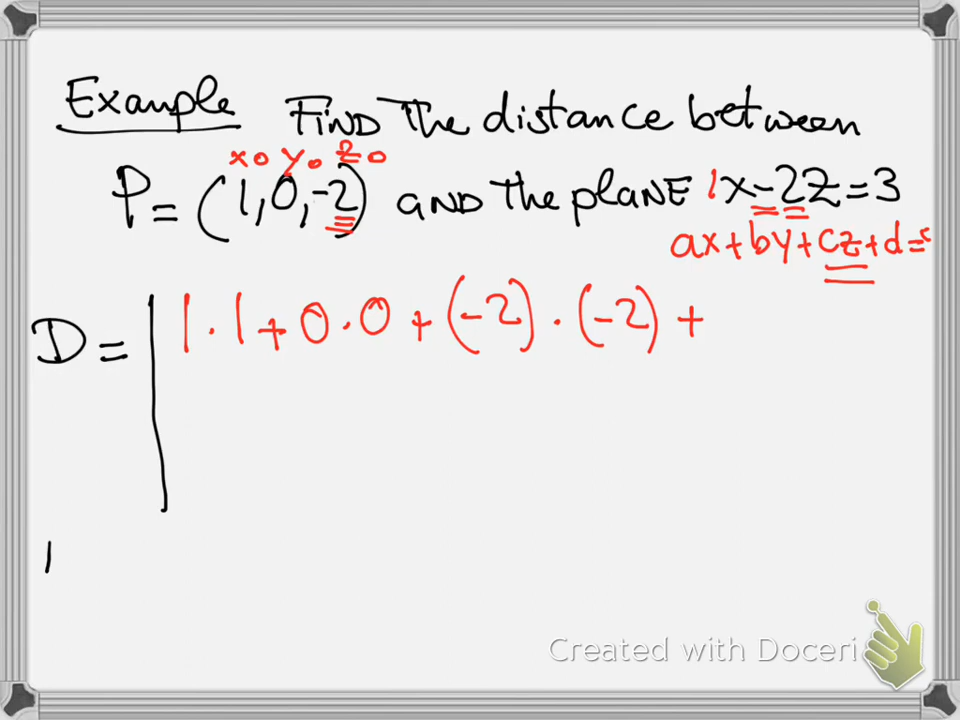 Example Find the distance between
x0 y0 z0
P = (1, 0, -2) and the plane 1x - 2z = 3
ax + by + cz + d =
D = | 1 · 1 + 0 · 0 + (-2) · (-2) +
Created with Doceri